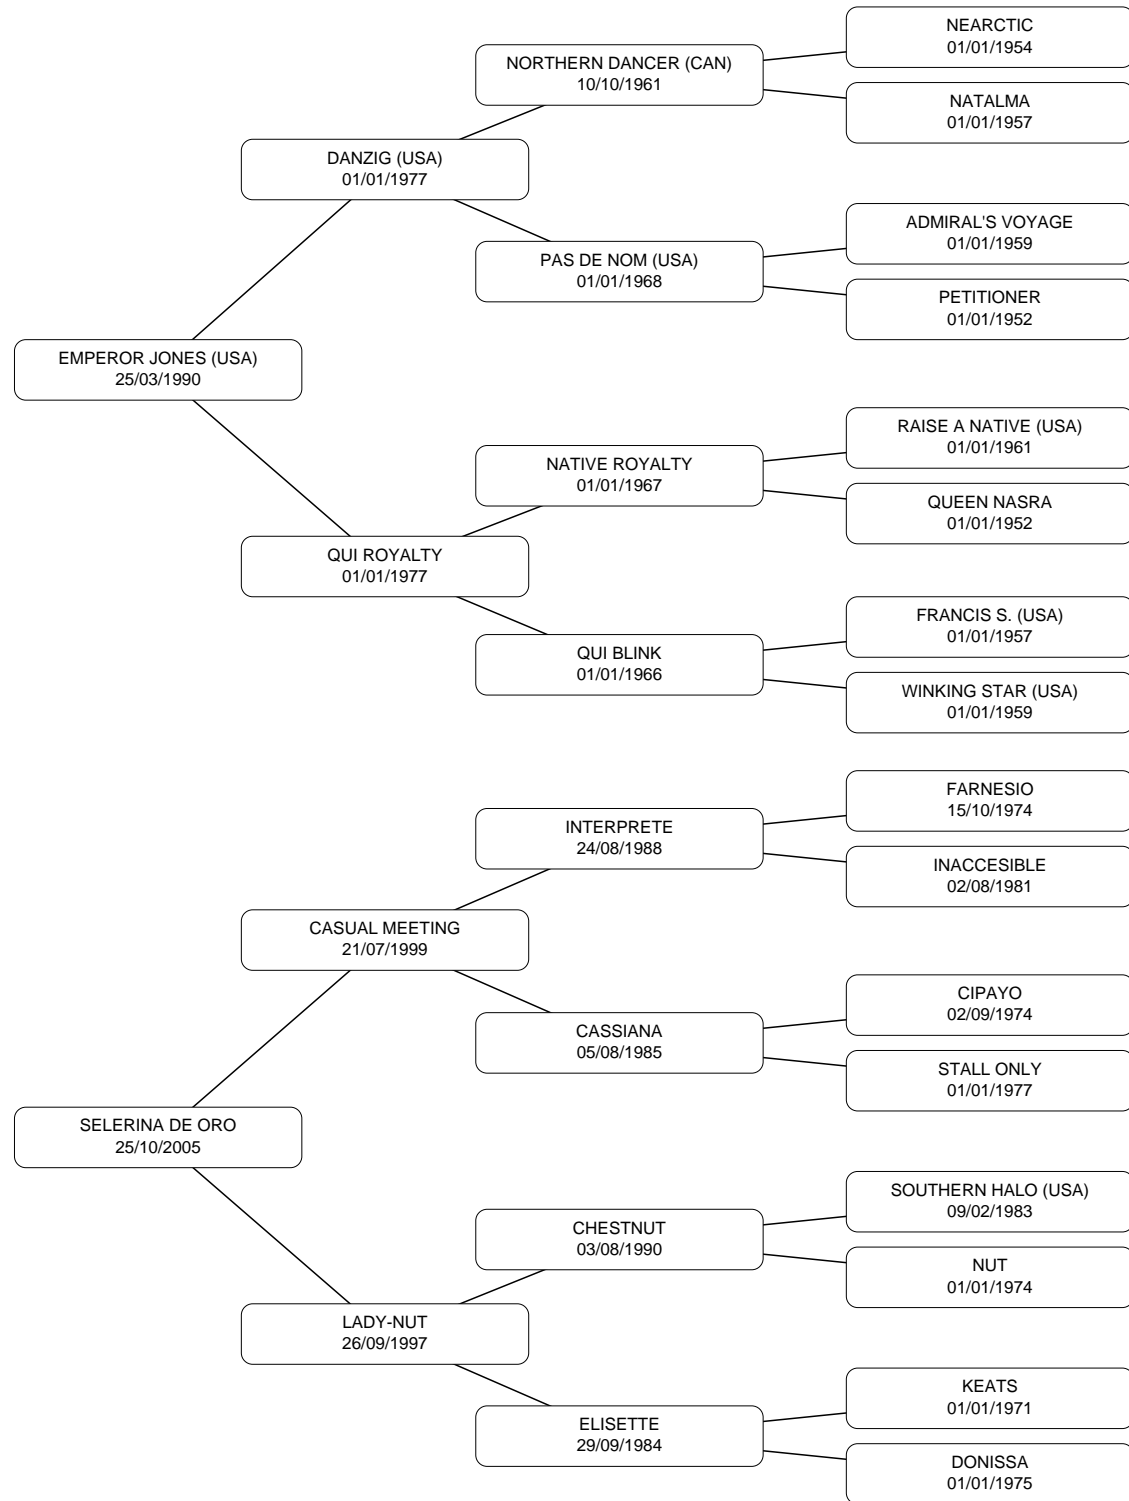 NEARCTIC
01/01/1954
NORTHERN DANCER (CAN)
10/10/1961
NATALMA
01/01/1957
DANZIG (USA)
01/01/1977
ADMIRAL'S VOYAGE
01/01/1959
PAS DE NOM (USA)
01/01/1968
PETITIONER
01/01/1952
EMPEROR JONES (USA)
25/03/1990
RAISE A NATIVE (USA)
01/01/1961
NATIVE ROYALTY
01/01/1967
QUEEN NASRA
01/01/1952
QUI ROYALTY
01/01/1977
FRANCIS S. (USA)
01/01/1957
QUI BLINK
01/01/1966
WINKING STAR (USA)
01/01/1959
FARNESIO
15/10/1974
INTERPRETE
24/08/1988
INACCESIBLE
02/08/1981
CASUAL MEETING
21/07/1999
CIPAYO
02/09/1974
CASSIANA
05/08/1985
STALL ONLY
01/01/1977
SELERINA DE ORO
25/10/2005
SOUTHERN HALO (USA)
09/02/1983
CHESTNUT
03/08/1990
NUT
01/01/1974
LADY-NUT
26/09/1997
KEATS
01/01/1971
ELISETTE
29/09/1984
DONISSA
01/01/1975